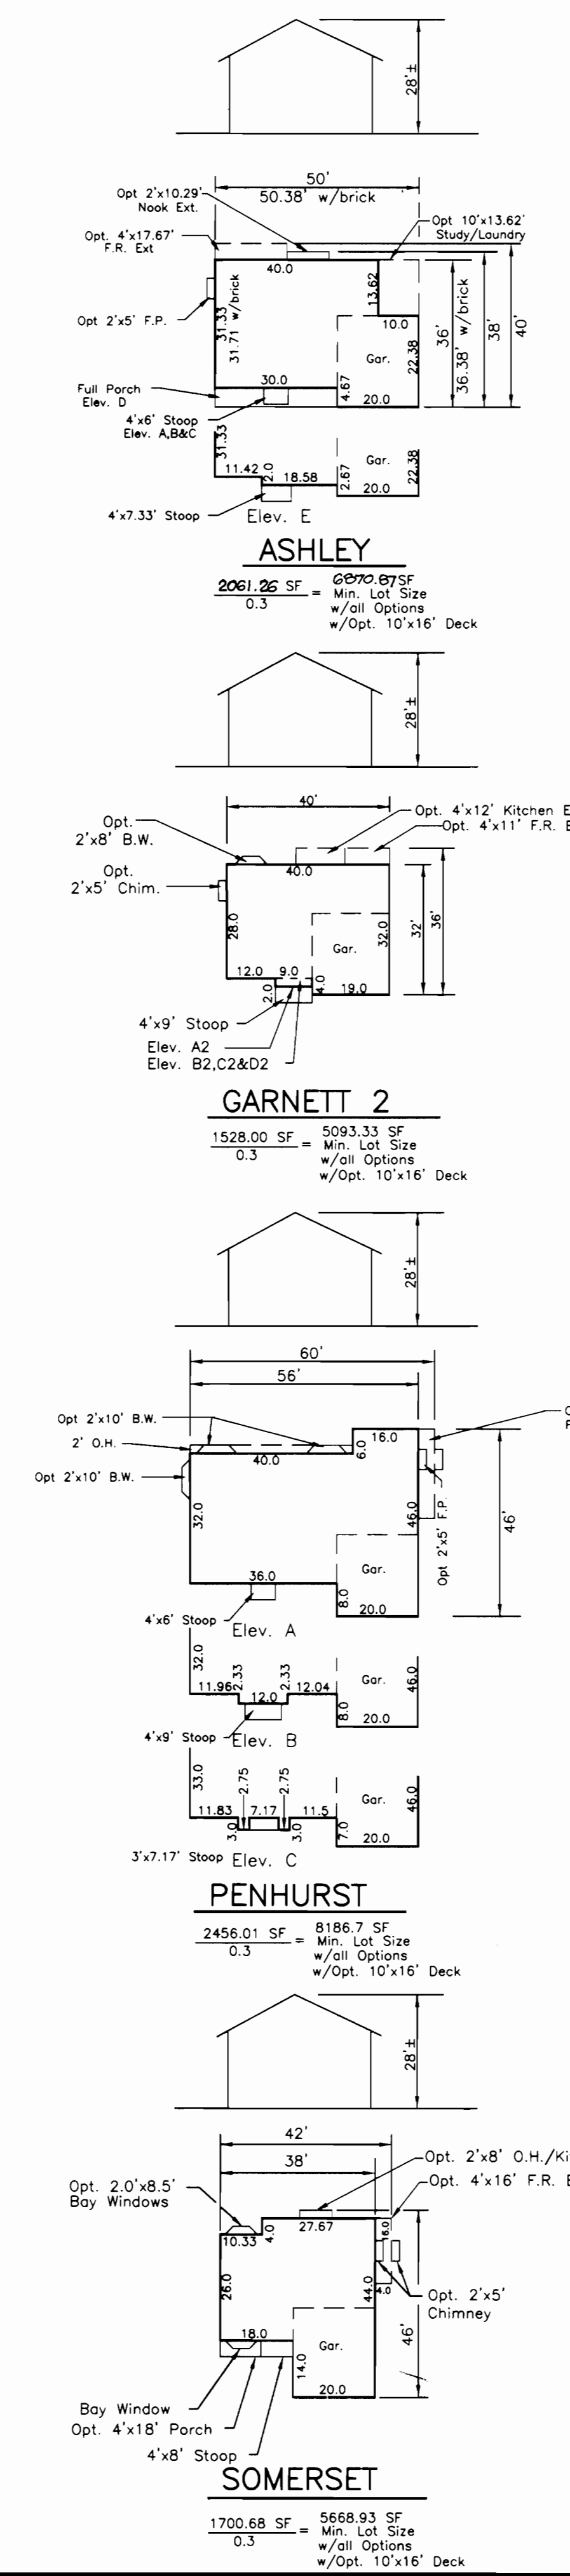 28'±
50'
50.38' w/brick
Opt 2'x10.29'
Nook Ext.
Opt. 4'x17.67'
F.R. Ext
Opt 10'x13.62'
Study/Laundry
40.0
13.62
10.0
Opt 2'x5' F.P.
31.33
31.71 w/brick
Gar.
22.38
36'
36.38' w/brick
38'
40'
30.0
4.67
20.0
Full Porch
Elev. D
4'x6' Stoop
Elev. A,B&C
31.33
11.42
2.0
18.58
2.67
Gar.
22.38
20.0
4'x7.33' Stoop
Elev. E
ASHLEY
2061.26 SF
0.3
=
6870.87SF
Min. Lot Size
w/all Options
w/Opt. 10'x16' Deck
28'±
40'
Opt.
2'x8' B.W.
Opt. 4'x12' Kitchen E
Opt. 4'x11' F.R. E
40.0
Opt.
2'x5' Chim.
28.0
Gar.
32.0
32'
36'
12.0
9.0
2.0
4.0
19.0
4'x9' Stoop
Elev. A2
Elev. B2,C2&D2
GARNETT 2
1528.00 SF
0.3
=
5093.33 SF
Min. Lot Size
w/all Options
w/Opt. 10'x16' Deck
28'±
60'
56'
Opt 2'x10' B.W.
2' O.H.
Opt 2'x10' B.W.
40.0
6.0
16.0
32.0
46.0
Opt 2'x5' F.P.
46'
36.0
Gar.
8.0
20.0
4'x6' Stoop
Elev. A
32.0
11.96
2.33
12.0
2.33
12.04
Gar.
46.0
8.0
20.0
4'x9' Stoop
Elev. B
33.0
2.75
2.75
11.83
7.17
11.5
3.0
3.0
Gar.
46.0
7.0
20.0
3'x7.17' Stoop
Elev. C
PENHURST
2456.01 SF
0.3
=
8186.7 SF
Min. Lot Size
w/all Options
w/Opt. 10'x16' Deck
28'±
42'
38'
Opt. 2'x8' O.H./Ki
Opt. 4'x16' F.R. E
Opt. 2.0'x8.5'
Bay Windows
10.33
4.0
27.67
16.0
26.0
44.0
4.0
Opt. 2'x5'
Chimney
46'
18.0
Gar.
14.0
20.0
Bay Window
Opt. 4'x18' Porch
4'x8' Stoop
SOMERSET
1700.68 SF
0.3
=
5668.93 SF
Min. Lot Size
w/all Options
w/Opt. 10'x16' Deck